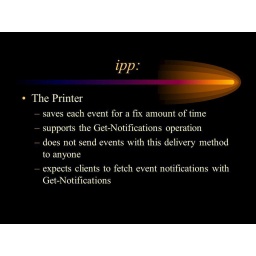 ipp:
• The Printer
– saves each event for a fix amount of time
– supports the Get-Notifications operation
– does not send events with this delivery method
to anyone
– expects clients to fetch event notifications with
Get-Notifications